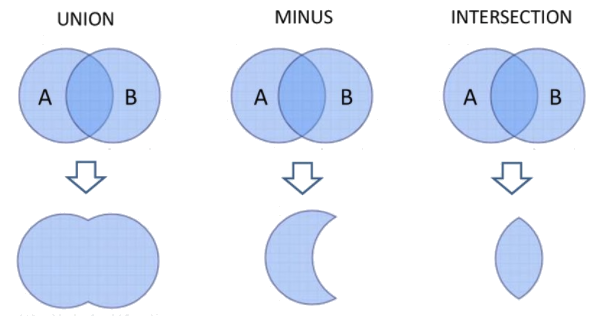 UNION
MINUS
INTERSECTION
A B
A B
A B